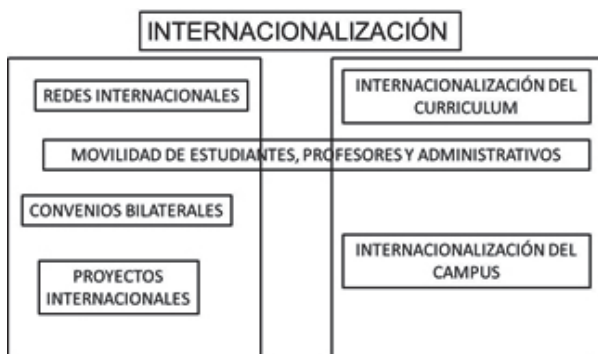 INTERNACIONALIZACIÓN
REDES INTERNACIONALES
INTERNACIONALIZACIÓN DEL
CURRICULUM
MOVILIDAD DE ESTUDIANTES, PROFESORES Y ADMINISTRATIVOS
CONVENIOS BILATERALES
INTERNACIONALIZACIÓN DEL
CAMPUS
PROYECTOS
INTERNACIONALES